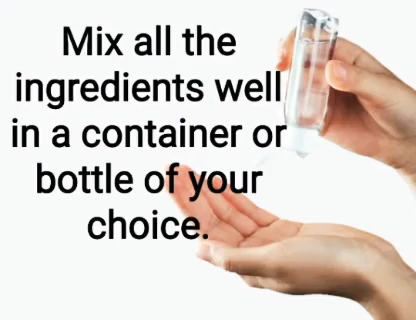 Mix all the
ingredients well
in a container or
bottle of your
choice.